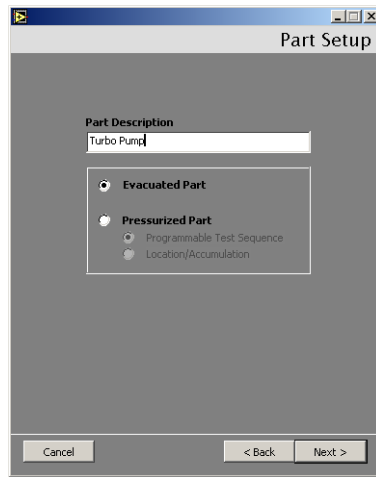 Part Setup
Part Description
Turbo Pump
Evacuated Part
Pressurized Part
Programmable Test Sequence
Location/Accumulation
Cancel
< Back
Next >